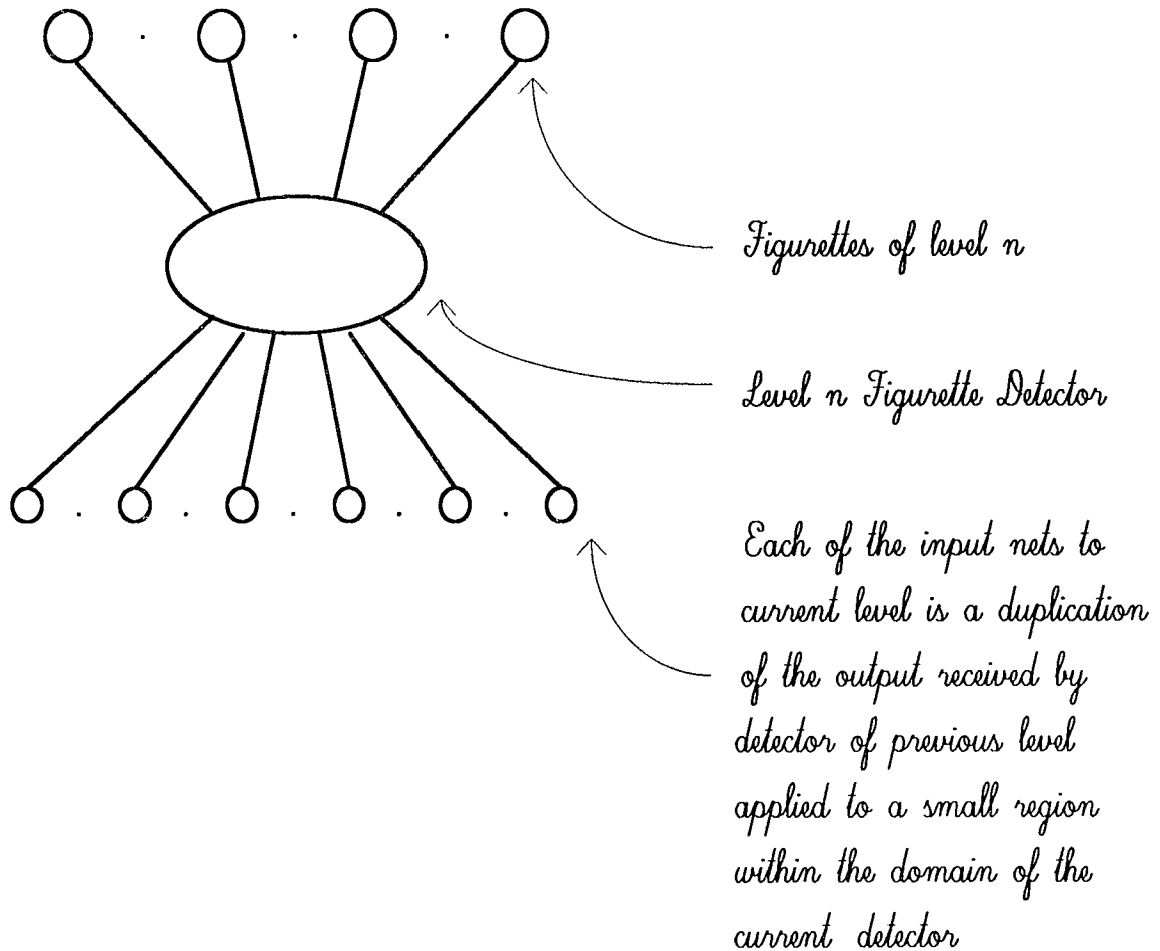 Figurettes of level n
Level n Figurette Detector
Each of the input nets to
current level is a duplication
of the output received by
detector of previous level
applied to a small region
within the domain of the
current detector